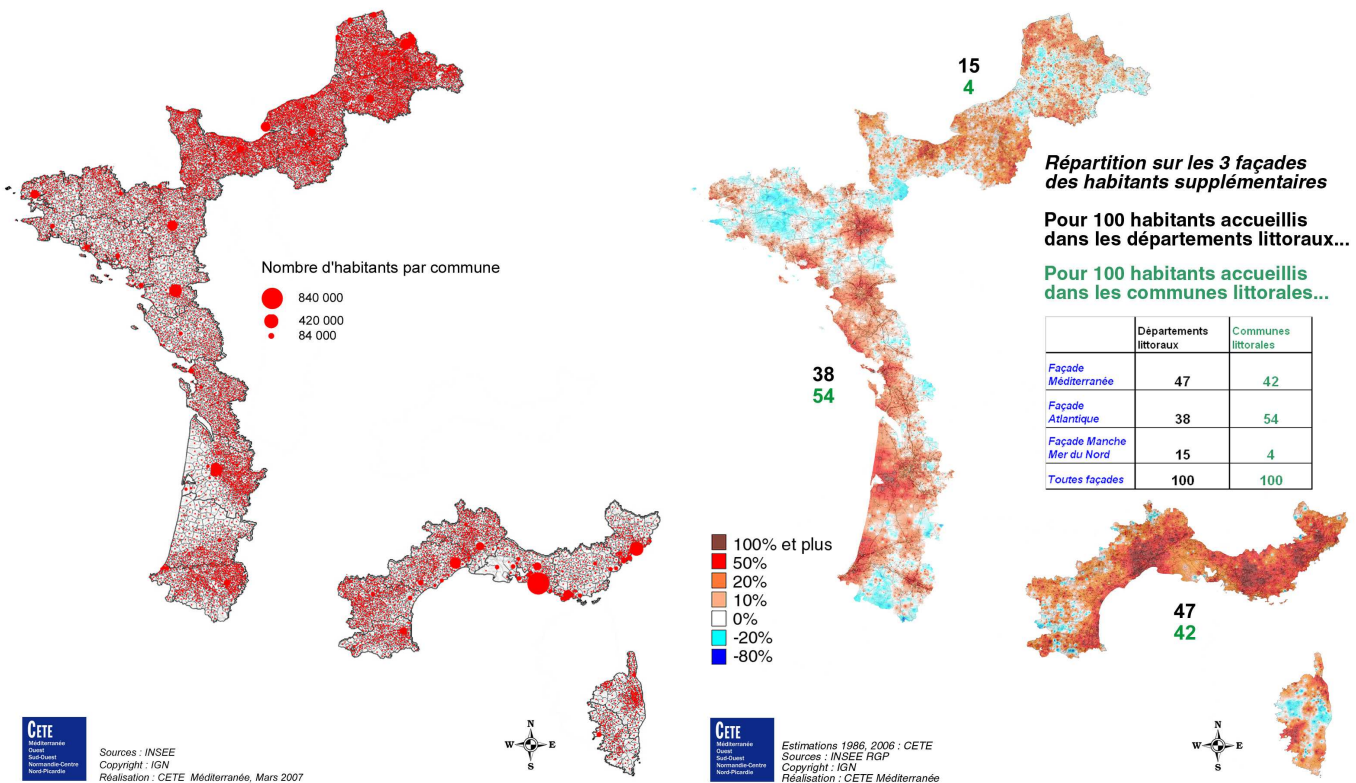 Nombre d'habitants par commune
840 000
420 000
84 000
CETE
Méditerranée
Ouest
Sud-Ouest
Normandie-Centre
Nord-Picardie
Sources : INSEE
Copyright : IGN
Réalisation : CETE Méditerranée, Mars 2007
N
W E
S
15
4
Répartition sur les 3 façades
des habitants supplémentaires
Pour 100 habitants accueillis
dans les départements littoraux...
Pour 100 habitants accueillis
dans les communes littorales...
Départements littoraux Communes littorales
Façade Méditerranée 47 42
Façade Atlantique 38 54
Façade Manche Mer du Nord 15 4
Toutes façades 100 100
38
54
100% et plus
50%
20%
10%
0%
-20%
-80%
47
42
CETE
Méditerranée
Ouest
Sud-Ouest
Normandie-Centre
Nord-Picardie
Estimations 1986, 2006 : CETE
Sources : INSEE RGP
Copyright : IGN
Réalisation : CETE Méditerranée
N
W E
S